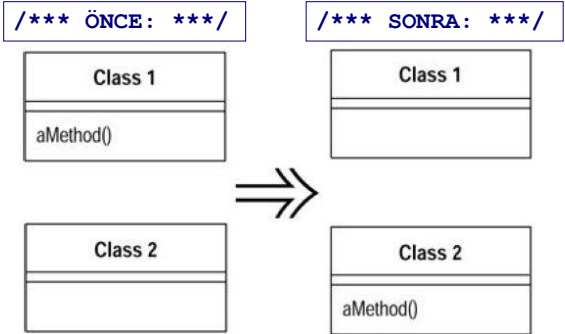 /*** ÖNCE: ***/
/*** SONRA: ***/
Class 1
aMethod()
Class 2
Class 1
Class 2
aMethod()